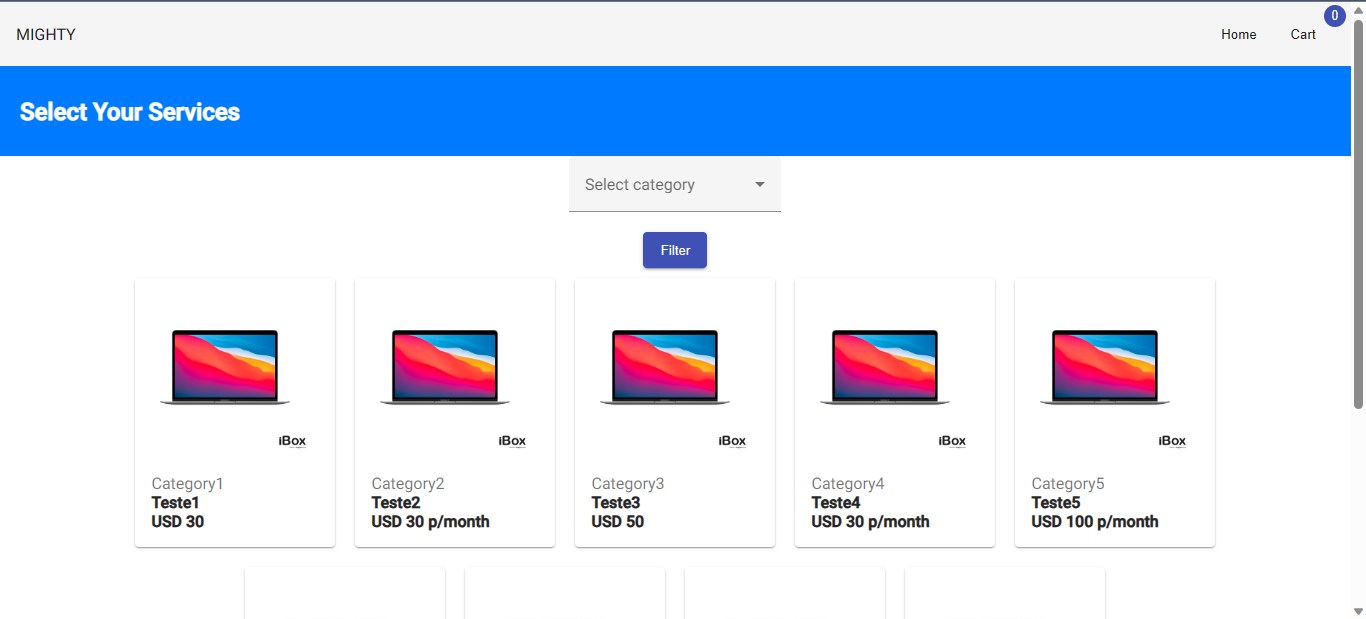 MIGHTY
Home
Cart
0
Select Your Services
Select category
Filter
iBox
iBox
iBox
iBox
iBox
Category1
Teste1
USD 30
Category2
Teste2
USD 30 p/month
Category3
Teste3
USD 50
Category4
Teste4
USD 30 p/month
Category5
Teste5
USD 100 p/month